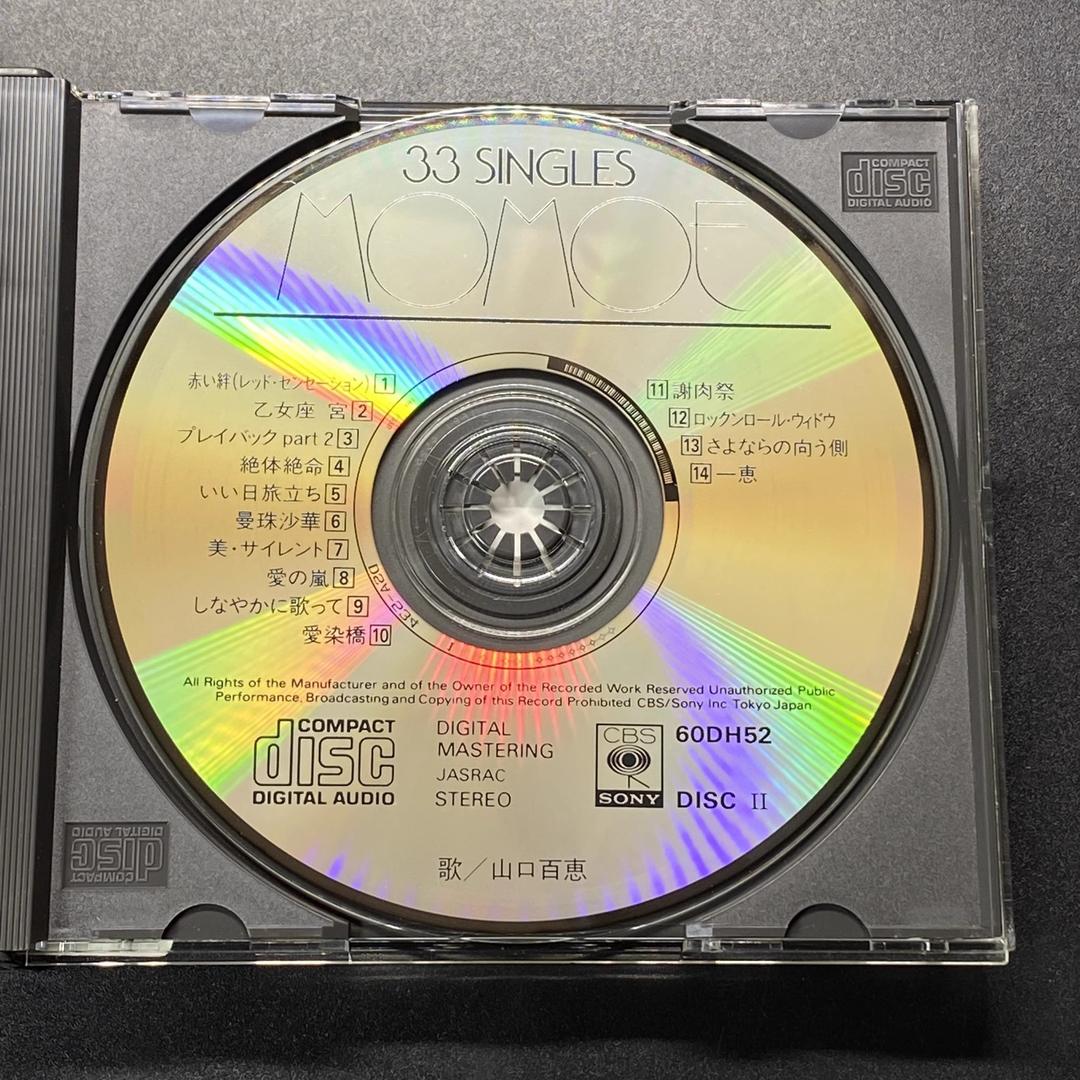 33 SINGLES
MOMOE
COMPACT
disc
DIGITAL AUDIO
赤い絆(レッド・センセーション) 1
乙女座 宮 2
プレイバック part 2 3
絶体絶命 4
いい日旅立ち 5
曼珠沙華 6
美・サイレント 7
愛の嵐 8
しなやかに歌って 9
愛染橋 10
11 謝肉祭
12 ロックンロール・ウィドウ
13 さよならの向う側
14 一恵
All Rights of the Manufacturer and of the Owner of the Recorded Work Reserved Unauthorized Public
Performance, Broadcasting and Copying of this Record Prohibited CBS/Sony Inc Tokyo Japan
COMPACT
disc
DIGITAL AUDIO
DIGITAL
MASTERING
JASRAC
STEREO
CBS
SONY
60DH52
DISC II
歌／山口百恵
COMPACT
disc
DIGITAL AUDIO